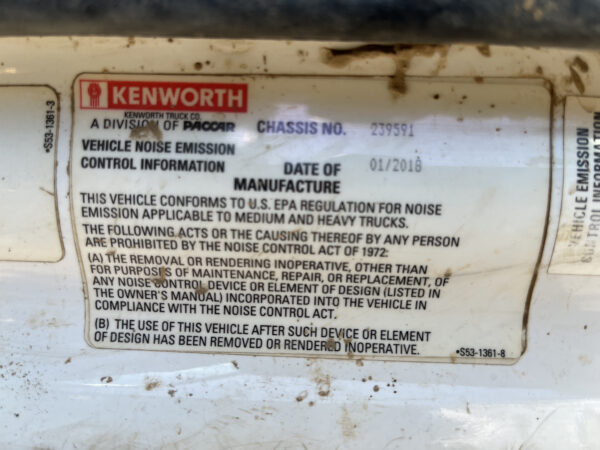 *S53-1361-3
KENWORTH
KENWORTH TRUCK CO.
A DIVISION OF PACCAR CHASSIS NO. 239591
VEHICLE NOISE EMISSION
CONTROL INFORMATION DATE OF 01/2018
MANUFACTURE
THIS VEHICLE CONFORMS TO U.S. EPA REGULATION FOR NOISE
EMISSION APPLICABLE TO MEDIUM AND HEAVY TRUCKS.
THE FOLLOWING ACTS OR THE CAUSING THEREOF BY ANY PERSON
ARE PROHIBITED BY THE NOISE CONTROL ACT OF 1972:
(A) THE REMOVAL OR RENDERING INOPERATIVE, OTHER THAN
FOR PURPOSES OF MAINTENANCE, REPAIR, OR REPLACEMENT, OF
ANY NOISE CONTROL DEVICE OR ELEMENT OF DESIGN (LISTED IN
THE OWNER'S MANUAL) INCORPORATED INTO THE VEHICLE IN
COMPLIANCE WITH THE NOISE CONTROL ACT.
(B) THE USE OF THIS VEHICLE AFTER SUCH DEVICE OR ELEMENT
OF DESIGN HAS BEEN REMOVED OR RENDERED INOPERATIVE.
*S53-1361-8
VEHICLE EMISSION
CONTROL INFORMATION